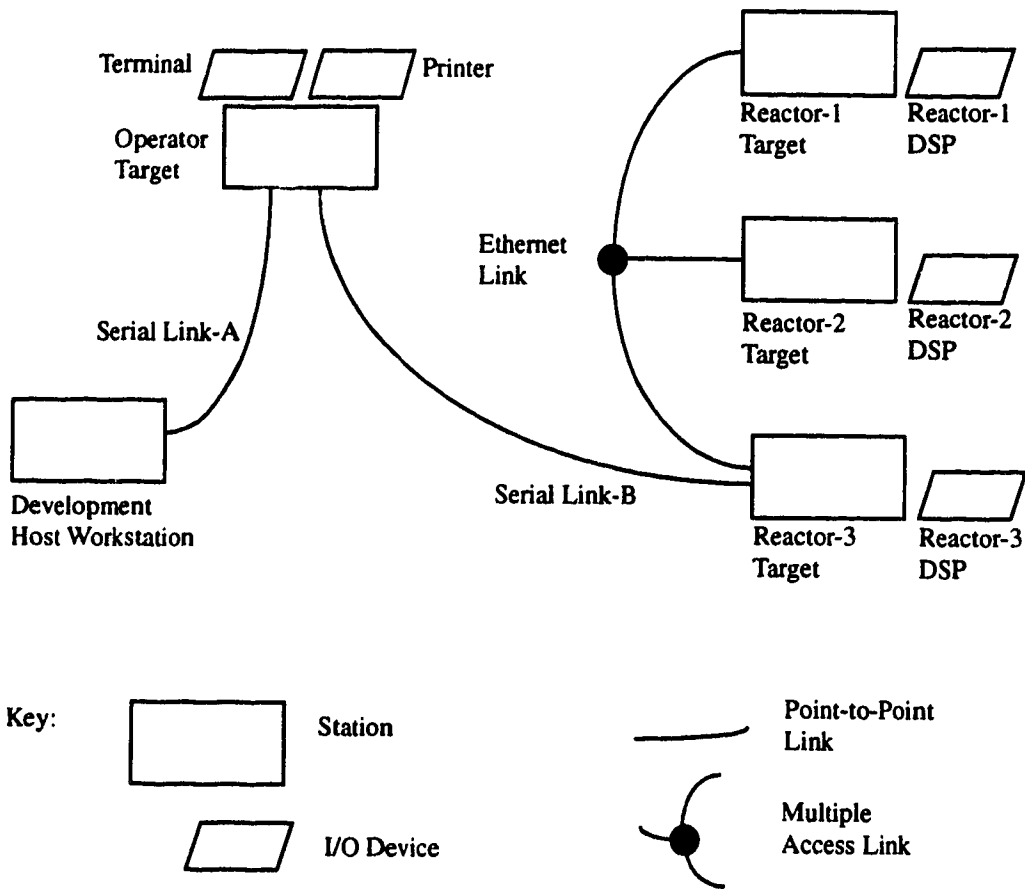 Terminal
Printer
Operator
Target
Reactor-1
Target
Reactor-1
DSP
Ethernet
Link
Reactor-2
Target
Reactor-2
DSP
Serial Link-A
Serial Link-B
Development
Host Workstation
Reactor-3
Target
Reactor-3
DSP
Key:
Station
Point-to-Point
Link
I/O Device
Multiple
Access Link